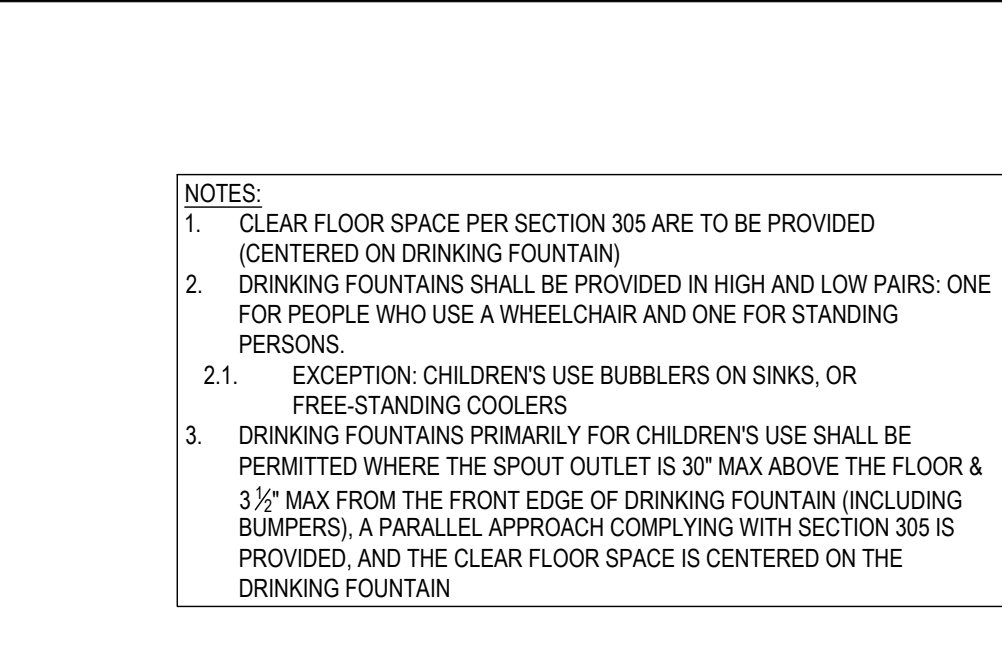 NOTES:
1. CLEAR FLOOR SPACE PER SECTION 305 ARE TO BE PROVIDED
(CENTERED ON DRINKING FOUNTAIN)
2. DRINKING FOUNTAINS SHALL BE PROVIDED IN HIGH AND LOW PAIRS: ONE
FOR PEOPLE WHO USE A WHEELCHAIR AND ONE FOR STANDING
PERSONS.
2.1. EXCEPTION: CHILDREN'S USE BUBBLERS ON SINKS, OR
FREE-STANDING COOLERS
3. DRINKING FOUNTAINS PRIMARILY FOR CHILDREN'S USE SHALL BE
PERMITTED WHERE THE SPOUT OUTLET IS 30" MAX ABOVE THE FLOOR &
3 ½" MAX FROM THE FRONT EDGE OF DRINKING FOUNTAIN (INCLUDING
BUMPERS), A PARALLEL APPROACH COMPLYING WITH SECTION 305 IS
PROVIDED, AND THE CLEAR FLOOR SPACE IS CENTERED ON THE
DRINKING FOUNTAIN